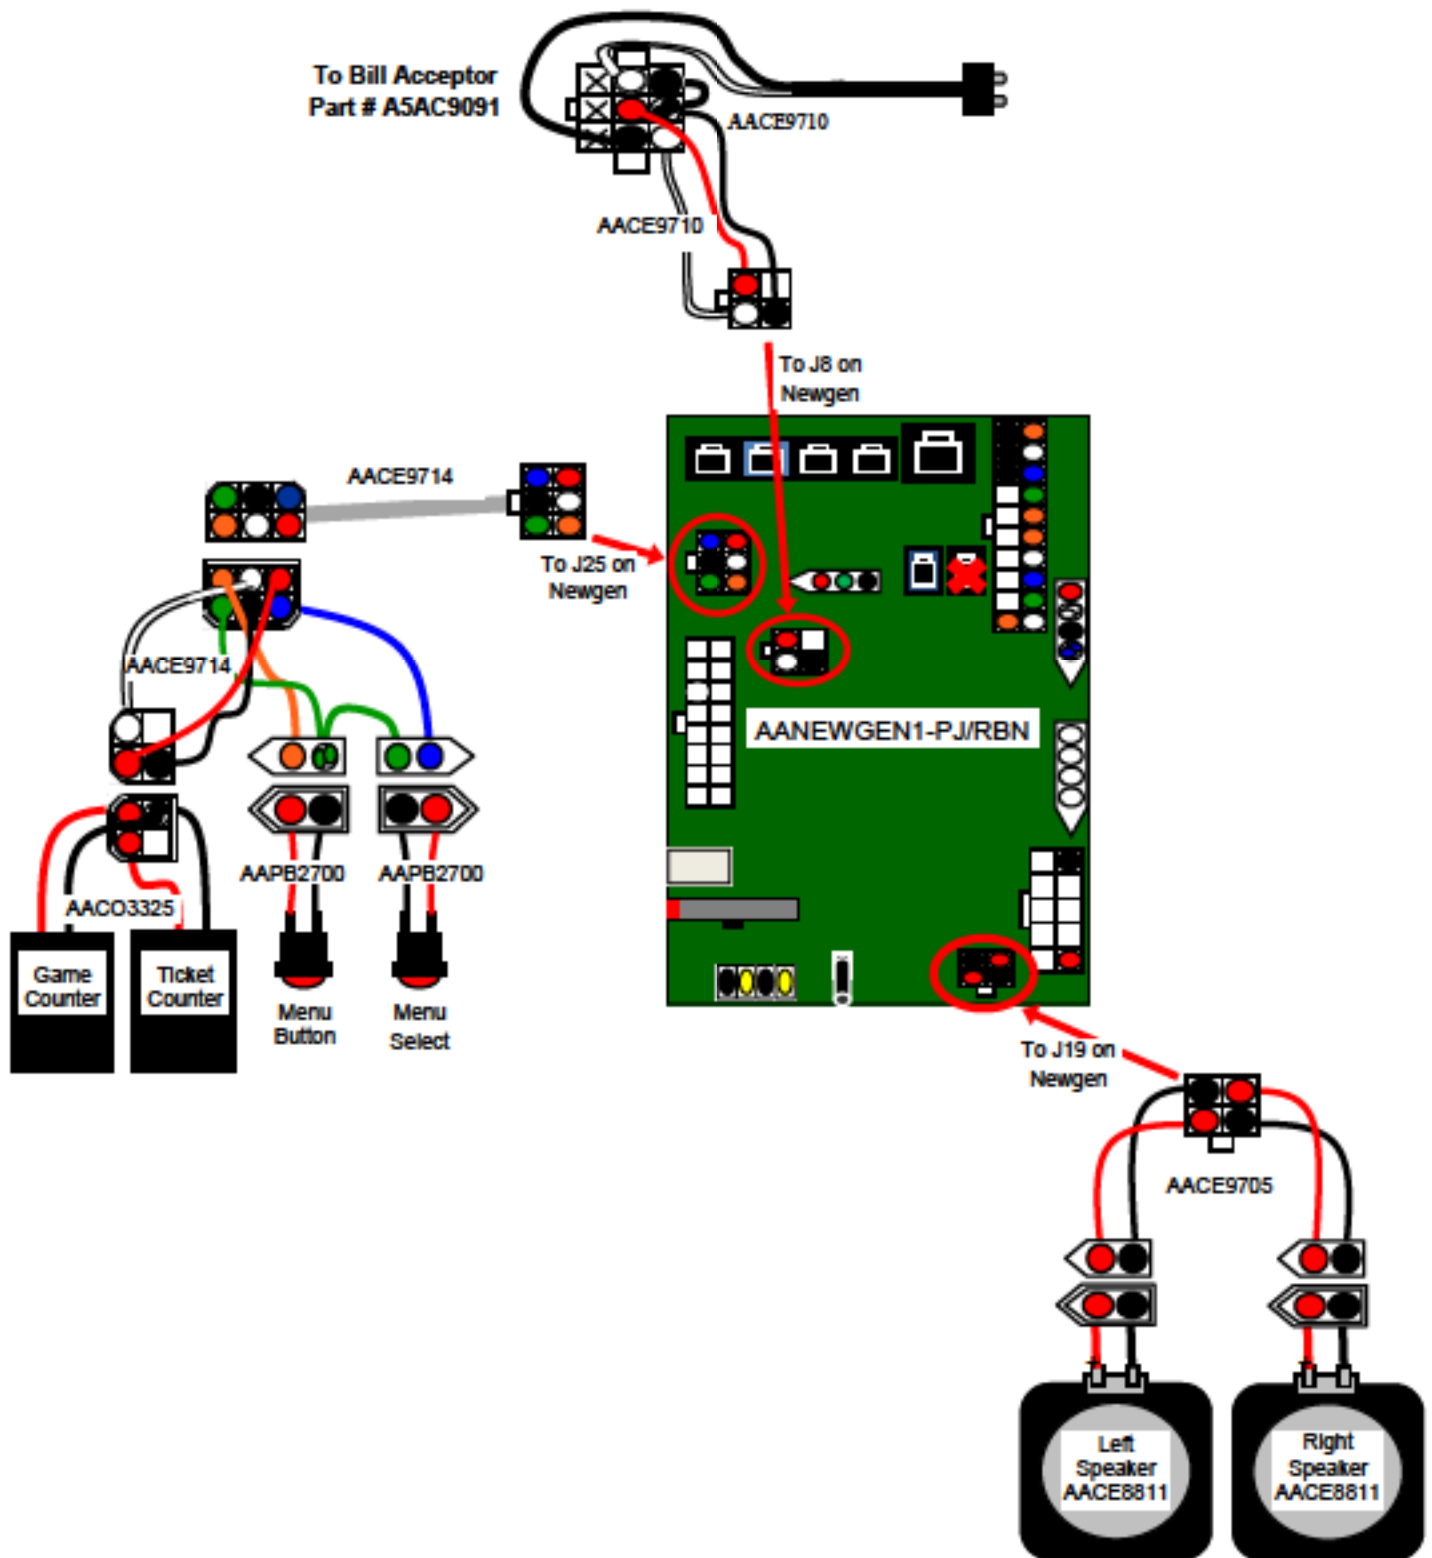 To Bill Acceptor
Part # A5AC9091
AACE9710
AACE9710
To J8 on
Newgen
AACE9714
To J25 on
Newgen
AACE9714
AANEWGEN1-PJ/RBN
AAPB2700
AAPB2700
AACO3325
Game
Counter
Ticket
Counter
Menu
Button
Menu
Select
To J19 on
Newgen
AACE9705
Left
Speaker
AACE8811
Right
Speaker
AACE8811